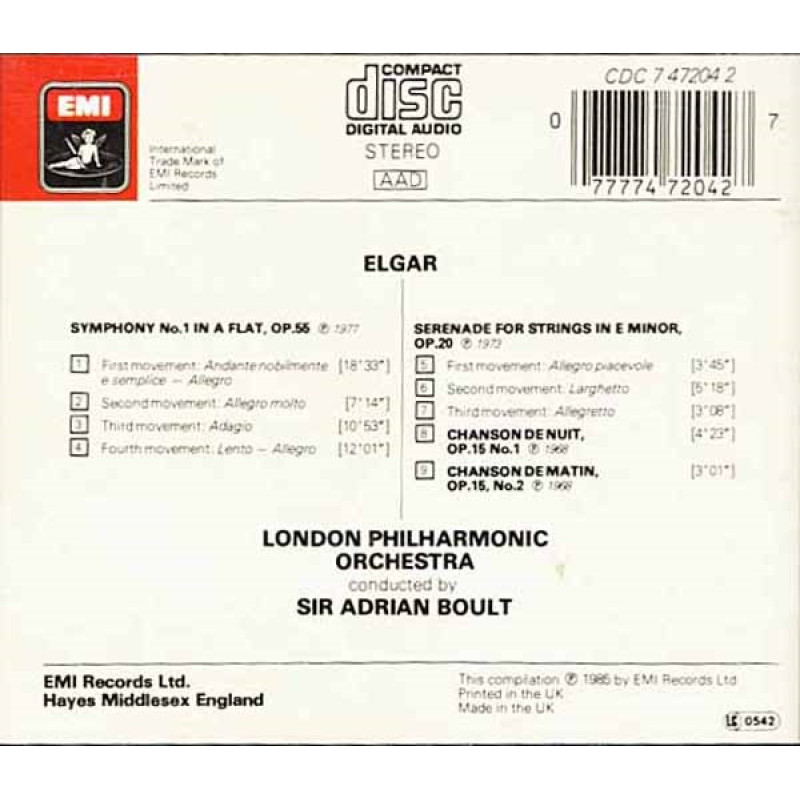 EMI
International
Trade Mark of
EMI Records
Limited
COMPACT
disc
DIGITAL AUDIO
STEREO
AAD
CDC 7 47204 2
0 77774 72042 7
ELGAR
SYMPHONY No.1 IN A FLAT, OP.55 ℗ 1977
1 First movement: Andante nobilmente [18'33"]
e semplice – Allegro
2 Second movement: Allegro molto [7'14"]
3 Third movement: Adagio [10'53"]
4 Fourth movement: Lento – Allegro [12'01"]
SERENADE FOR STRINGS IN E MINOR,
OP.20 ℗ 1973
5 First movement: Allegro piacevole [3'45"]
6 Second movement: Larghetto [5'18"]
7 Third movement: Allegretto [3'08"]
8 CHANSON DE NUIT, [4'23"]
OP.15 No.1 ℗ 1968
9 CHANSON DE MATIN, [3'01"]
OP.15, No.2 ℗ 1968
LONDON PHILHARMONIC
ORCHESTRA
conducted by
SIR ADRIAN BOULT
EMI Records Ltd.
Hayes Middlesex England
This compilation ℗ 1985 by EMI Records Ltd
Printed in the UK
Made in the UK
LC 0542